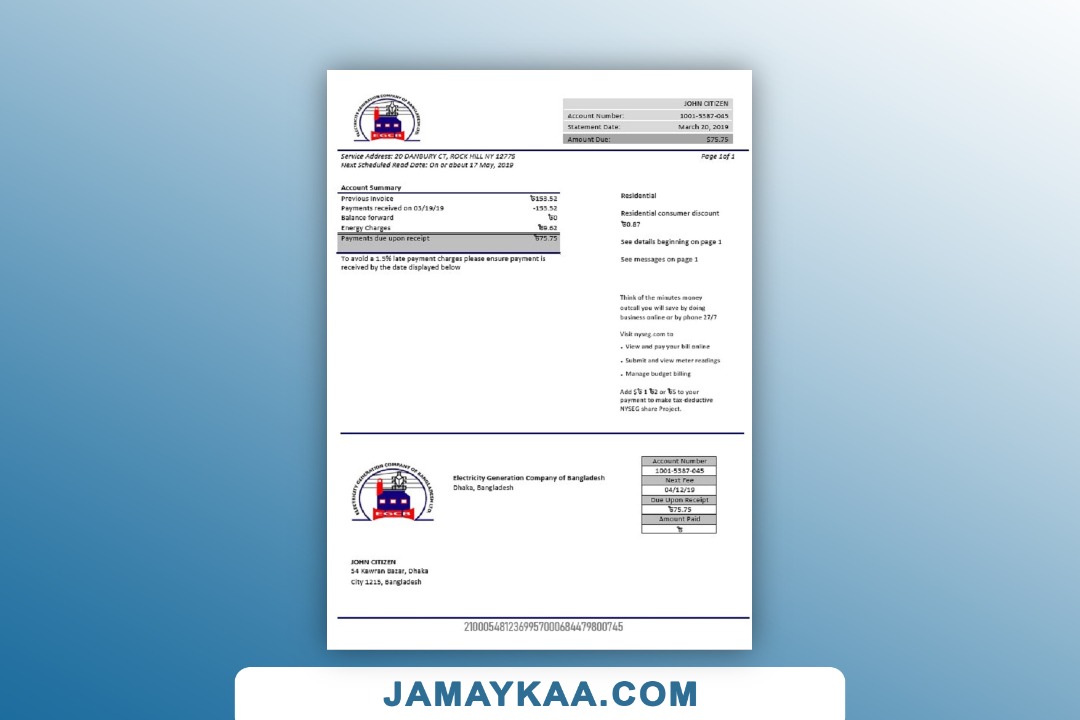 ELECTRICITY GENERATION COMPANY OF BANGLADESH LTD.
EGCB
JOHN CITIZEN
Account Number: 1001-5387-045
Statement Date: March 20, 2019
Amount Due: $75.75
Service Address: 20 DANBURY CT, ROCK HILL NY 12775
Page 1of 1
Next Scheduled Read Date: On or about 17 May, 2019
Account Summary
Previous Invoice ৳153.52
Payments received on 03/19/19 -153.52
Balance forward ৳0
Energy Charges ৳69.62
Payments due upon receipt ৳75.75
To avoid a 1.5% late payment charges please ensure payment is
received by the date displayed below
Residential
Residential consumer discount
৳0.87
See details beginning on page 1
See messages on page 1
Think of the minutes money
outcall you will save by doing
business online or by phone 27/7
Visit nyseg.com to
• View and pay your bill online
• Submit and view meter readings
• Manage budget billing
Add $৳ 1 ৳2 or ৳5 to your
payment to make tax-deductive
NYSEG share Project.
ELECTRICITY GENERATION COMPANY OF BANGLADESH LTD.
EGCB
Electricity Generation Company of Bangladesh
Dhaka, Bangladesh
Account Number
1001-5387-045
Next Fee
04/12/19
Due Upon Receipt
৳75.75
Amount Paid
৳
JOHN CITIZEN
54 Kawran Bazar, Dhaka
City 1215, Bangladesh
2100054812369957000684479800745
JAMAYKAA.COM